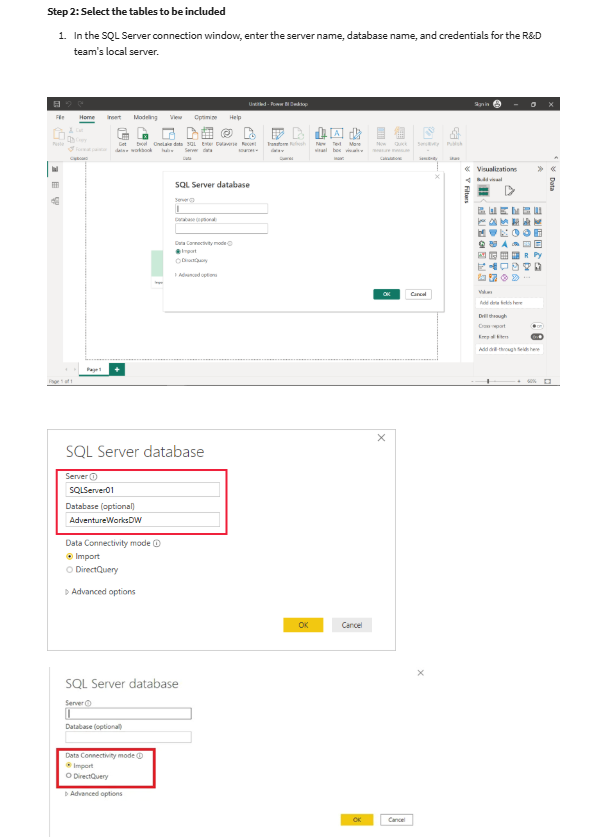 Step 2: Select the tables to be included
1. In the SQL Server connection window, enter the server name, database name, and credentials for the R&D
team's local server.
Untitled - Power BI Desktop
Sign in
File Home Insert Modeling View Optimize Help
Cut
Copy
Paste
Get data
Excel workbook
OneLake data hub
SQL Server
Enter data
Dataverse
Recent sources
Transform data
Refresh
New visual
Text box
More visuals
New measure
Quick measure
Sensitivity
Publish
Clipboard
Data
Queries
Insert
Calculations
Sensitivity
Share
SQL Server database
Server
Database (optional)
Data Connectivity mode
Import
DirectQuery
Advanced options
OK
Cancel
Filters
Visualizations
Data
Build visual
Values
Add data fields here
Drill through
Cross-report
Keep all filters
Add drill-through fields here
Page 1
Page 1 of 1
SQL Server database
Server
SQLServer01
Database (optional)
AdventureWorksDW
Data Connectivity mode
Import
DirectQuery
Advanced options
OK
Cancel
SQL Server database
Server
Database (optional)
Data Connectivity mode
Import
DirectQuery
Advanced options
OK
Cancel